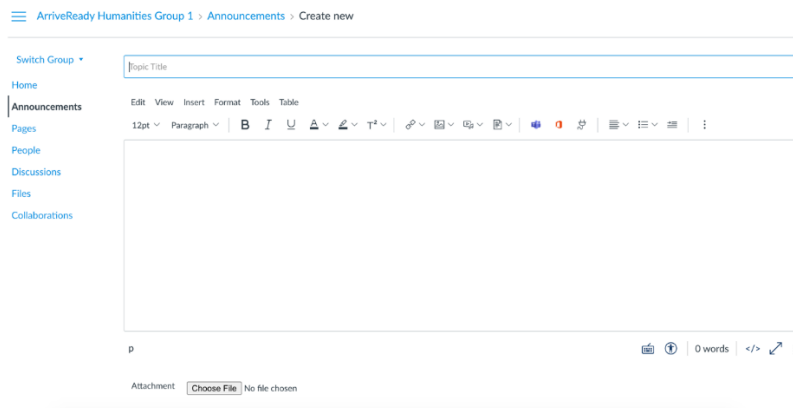 ArriveReady Humanities Group 1 > Announcements > Create new
Switch Group
Home
Announcements
Pages
People
Discussions
Files
Collaborations
Topic Title
Edit View Insert Format Tools Table
12pt Paragraph B I U A T²
p
0 words </>
Attachment Choose File No file chosen